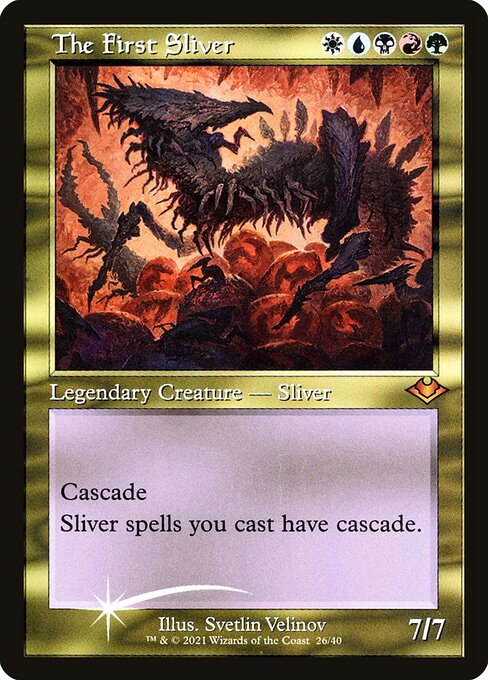 The First Sliver
Legendary Creature — Sliver
Cascade
Sliver spells you cast have cascade.
Illus. Svetlin Velinov
™ & © 2021 Wizards of the Coast 26/40
7/7